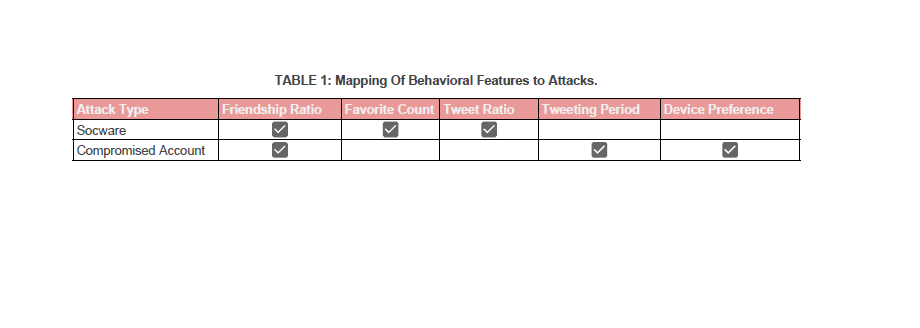 TABLE 1: Mapping Of Behavioral Features to Attacks.
Attack Type Friendship Ratio Favorite Count Tweet Ratio Tweeting Period Device Preference
Socware
Compromised Account